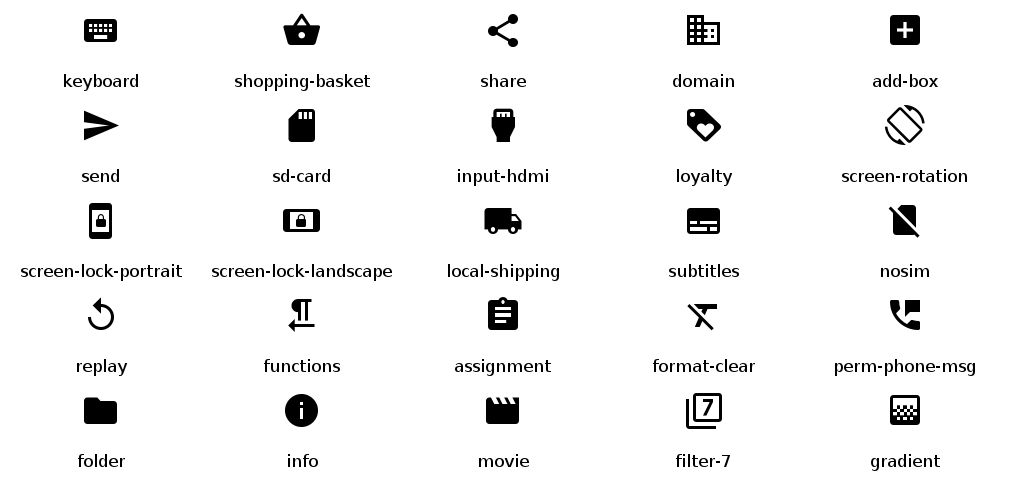 keyboard shopping-basket share domain add-box
send sd-card input-hdmi loyalty screen-rotation
screen-lock-portrait screen-lock-landscape local-shipping subtitles nosim
replay functions assignment format-clear perm-phone-msg
7
folder info movie filter-7 gradient